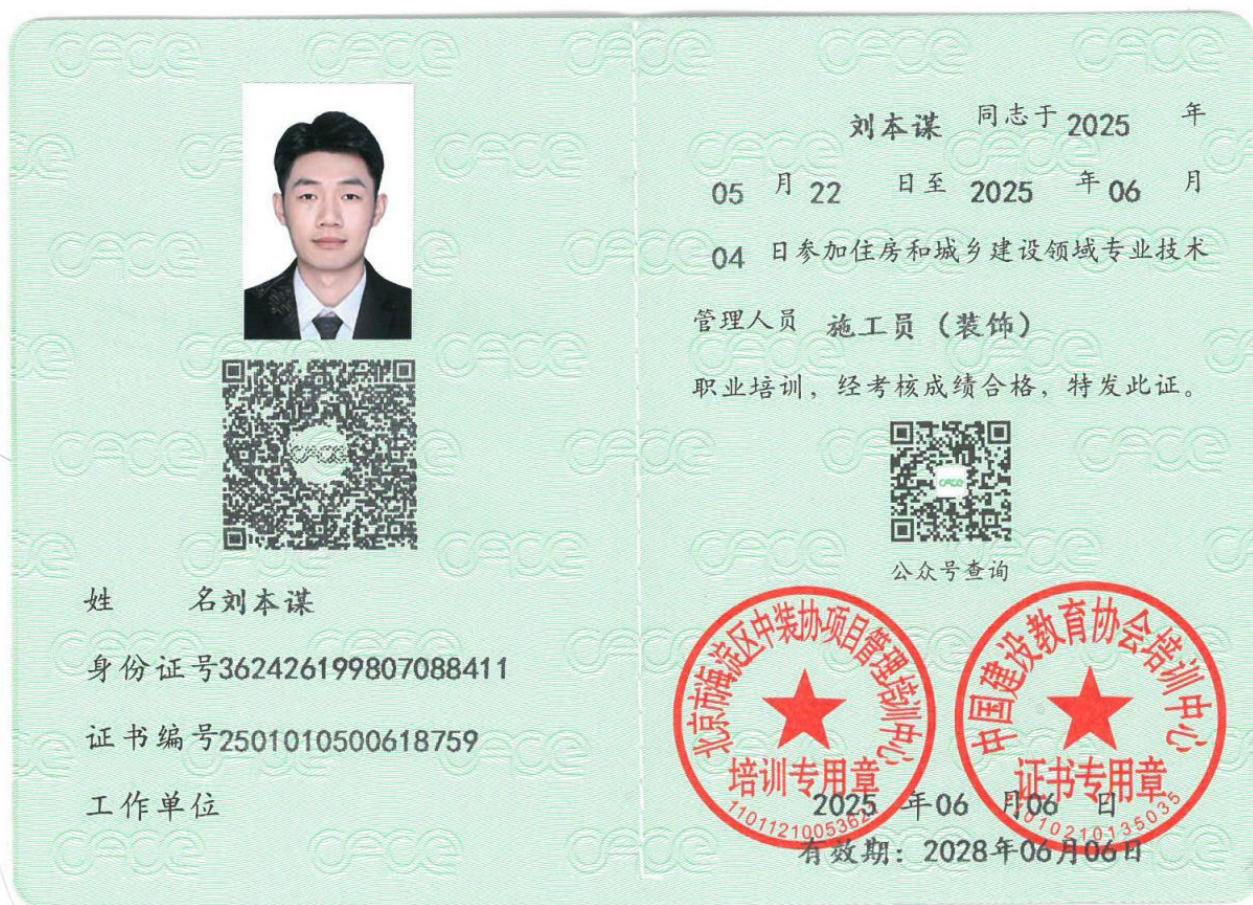 姓 名刘本谋
身份证号362426199807088411
证书编号2501010500618759
工作单位
刘本谋 同志于 2025 年
05 月 22 日至 2025 年 06 月
04 日参加住房和城乡建设领域专业技术
管理人员 施工员（装饰）
职业培训，经考核成绩合格，特发此证。
cece
公众号查询
北京市海淀区中装协项目管理培训中心
培训专用章
中国建设教育协会培训中心
证书专用章
2025 年06 月06 日
有效期：2028年06月06日